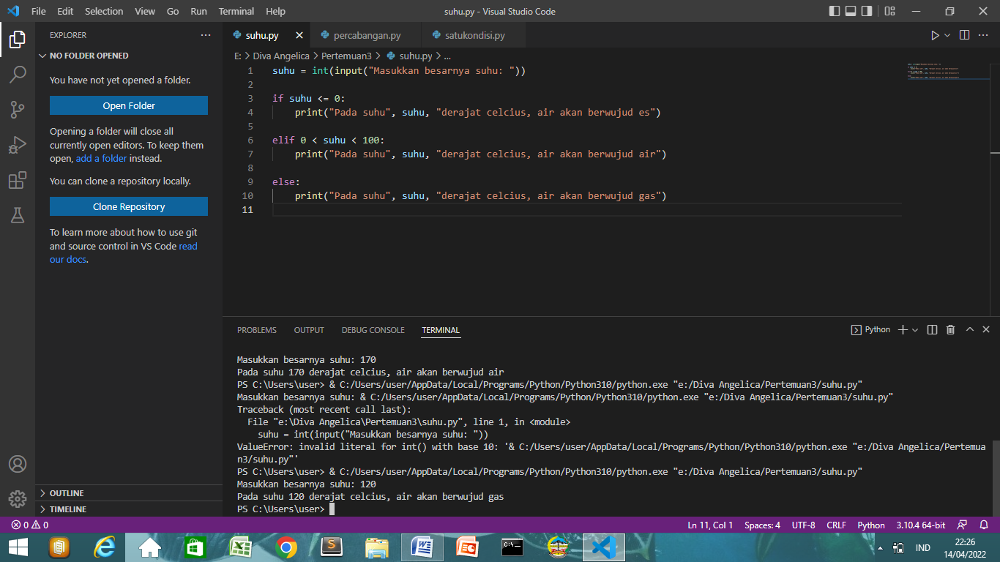 File Edit Selection View Go Run Terminal Help
suhu.py - Visual Studio Code
EXPLORER
NO FOLDER OPENED
You have not yet opened a folder.
Open Folder
Opening a folder will close all
currently open editors. To keep them
open, add a folder instead.
You can clone a repository locally.
Clone Repository
To learn more about how to use git
and source control in VS Code read
our docs.
OUTLINE
TIMELINE
suhu.py percabangan.py satukondisi.py
E: > Diva Angelica > Pertemuan3 > suhu.py > ...
1 suhu = int(input("Masukkan besarnya suhu: "))
2
3 if suhu <= 0:
4 print("Pada suhu", suhu, "derajat celcius, air akan berwujud es")
5
6 elif 0 < suhu < 100:
7 print("Pada suhu", suhu, "derajat celcius, air akan berwujud air")
8
9 else:
10 print("Pada suhu", suhu, "derajat celcius, air akan berwujud gas")
11
PROBLEMS OUTPUT DEBUG CONSOLE TERMINAL
Python
Masukkan besarnya suhu: 170
Pada suhu 170 derajat celcius, air akan berwujud air
PS C:\Users\user> & C:/Users/user/AppData/Local/Programs/Python/Python310/python.exe "e:/Diva Angelica/Pertemuan3/suhu.py"
Masukkan besarnya suhu: & C:/Users/user/AppData/Local/Programs/Python/Python310/python.exe "e:/Diva Angelica/Pertemuan3/suhu.py"
Traceback (most recent call last):
File "e:\Diva Angelica\Pertemuan3\suhu.py", line 1, in <module>
suhu = int(input("Masukkan besarnya suhu: "))
ValueError: invalid literal for int() with base 10: '& C:/Users/user/AppData/Local/Programs/Python/Python310/python.exe "e:/Diva Angelica/Pertemua
n3/suhu.py"'
PS C:\Users\user> & C:/Users/user/AppData/Local/Programs/Python/Python310/python.exe "e:/Diva Angelica/Pertemuan3/suhu.py"
Masukkan besarnya suhu: 120
Pada suhu 120 derajat celcius, air akan berwujud gas
PS C:\Users\user>
0 0
Ln 11, Col 1 Spaces: 4 UTF-8 CRLF Python 3.10.4 64-bit
IND
22:26
14/04/2022